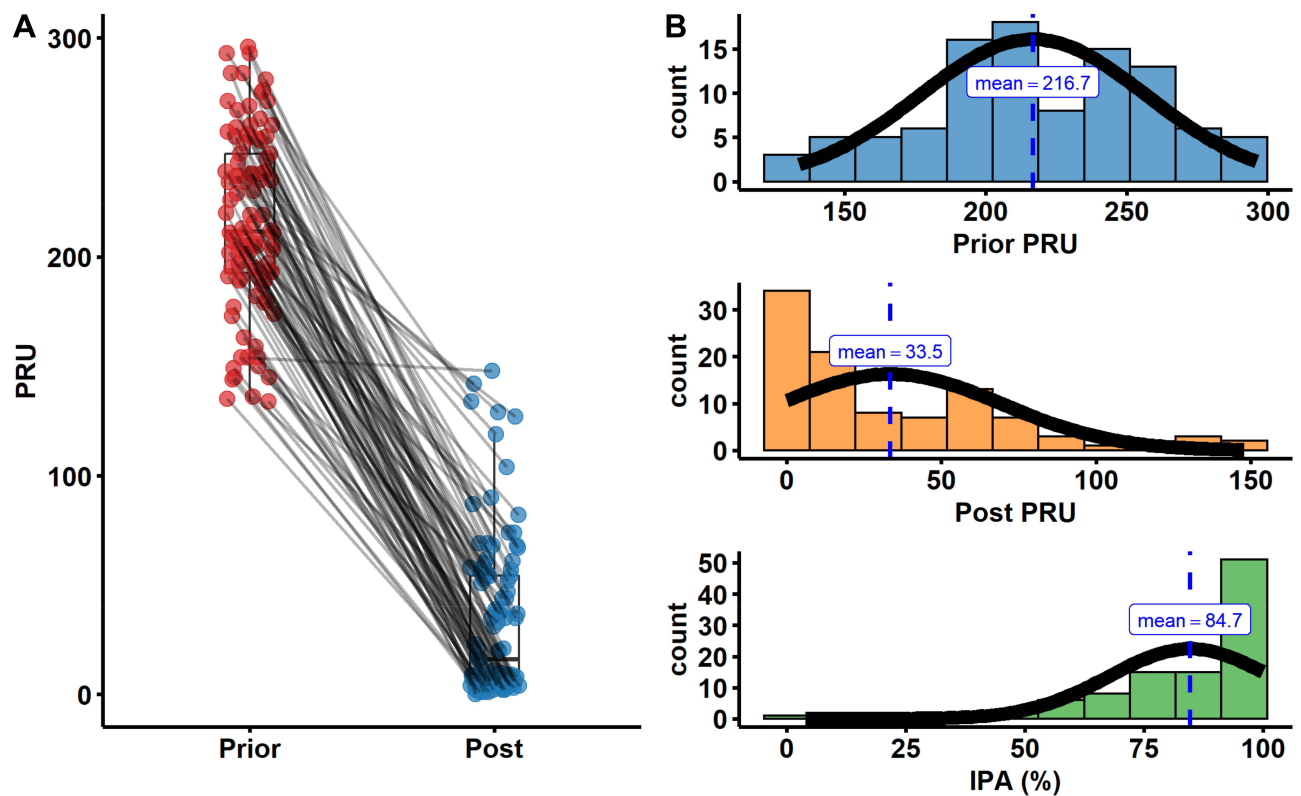 A
300
200
100
0
PRU
Prior
Post
B
15
10
5
0
count
mean = 216.7
150
200
250
300
Prior PRU
30
20
10
0
count
mean = 33.5
0
50
100
150
Post PRU
50
40
30
20
10
0
count
mean = 84.7
0
25
50
75
100
IPA (%)